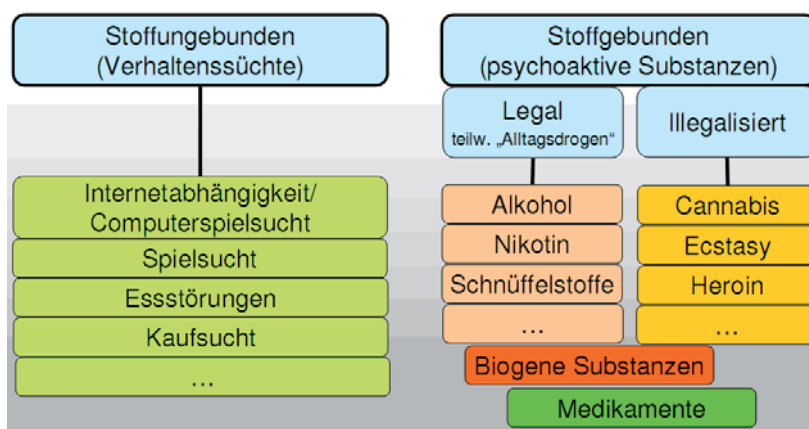 Stoffungebunden
(Verhaltenssüchte)
Internetabhängigkeit/
Computerspielsucht
Spielsucht
Essstörungen
Kaufsucht
…
Stoffgebunden
(psychoaktive Substanzen)
Legal
teilw. „Alltagsdrogen“
Alkohol
Nikotin
Schnüffelstoffe
…
Illegalisiert
Cannabis
Ecstasy
Heroin
…
Biogene Substanzen
Medikamente